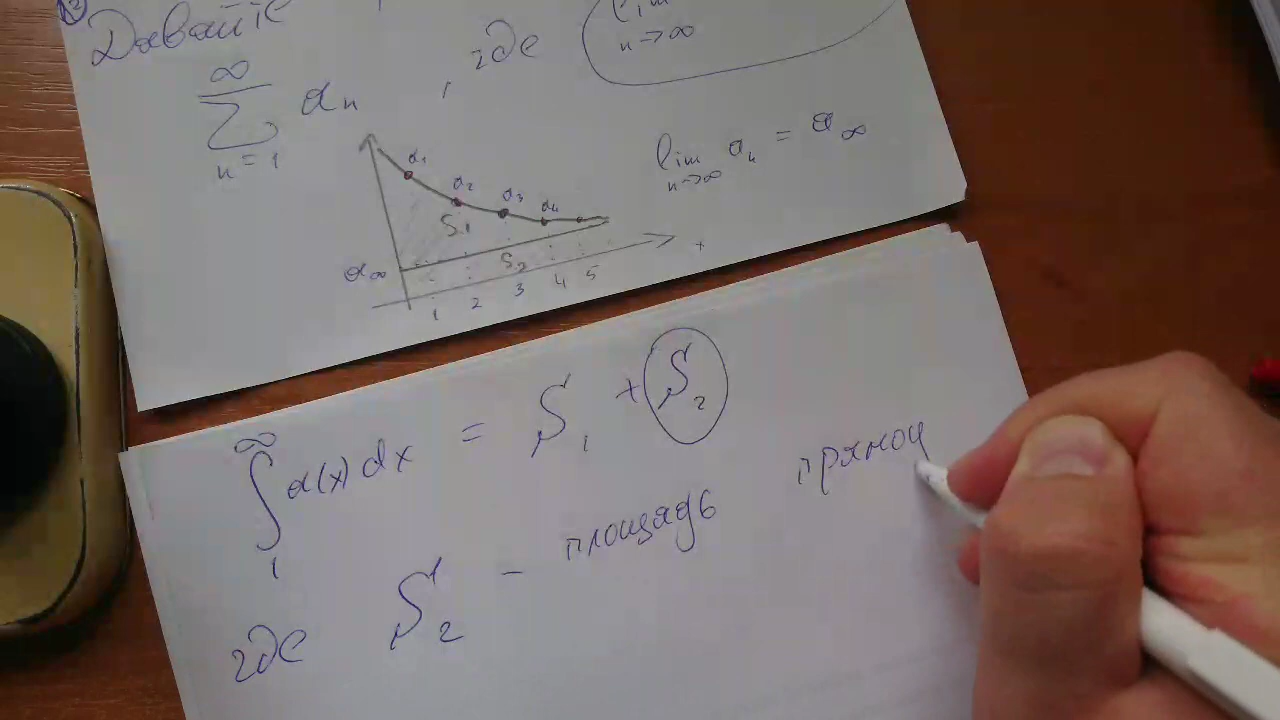 Давайте
∑ aₙ , где lim
∞
n = 1
n → ∞
lim aₙ = a∞
n→∞
a₁
a₂
a₃
a₄
S₁
a∞
S₂
1 2 3 4 5
∞
∫ a(x) dx = S₁ + S₂
1
где S₂ – площадь прямоу